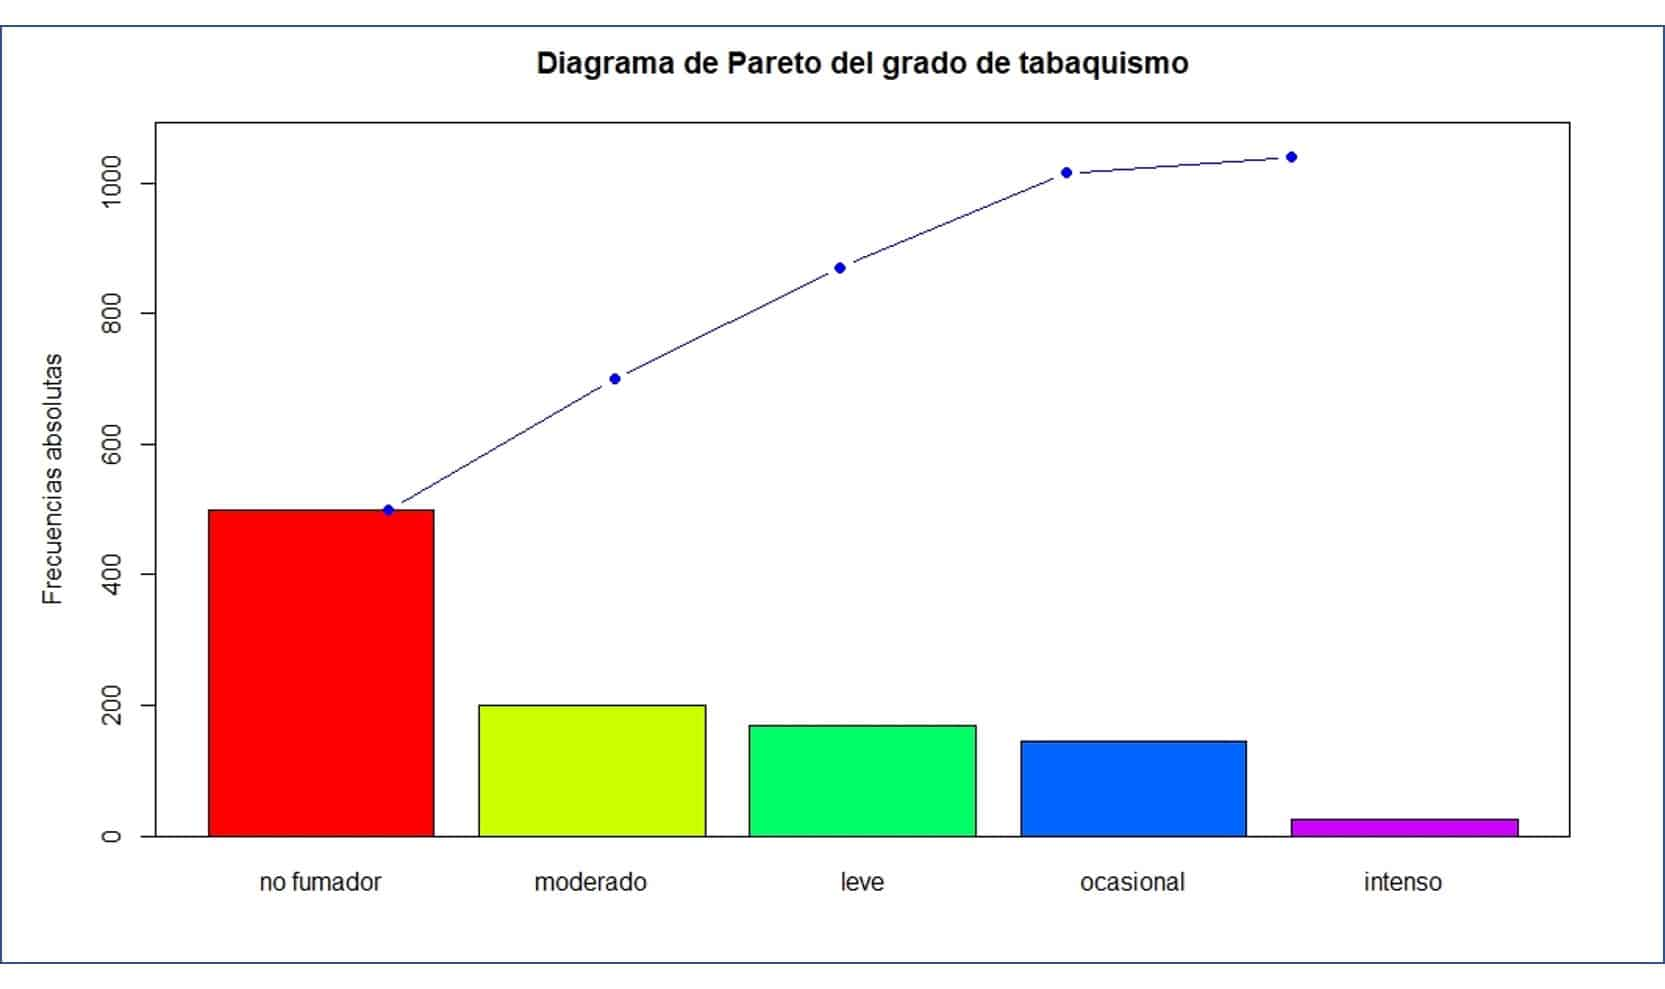 Diagrama de Pareto del grado de tabaquismo
Frecuencias absolutas
1000
800
600
400
200
0
no fumador moderado leve ocasional intenso